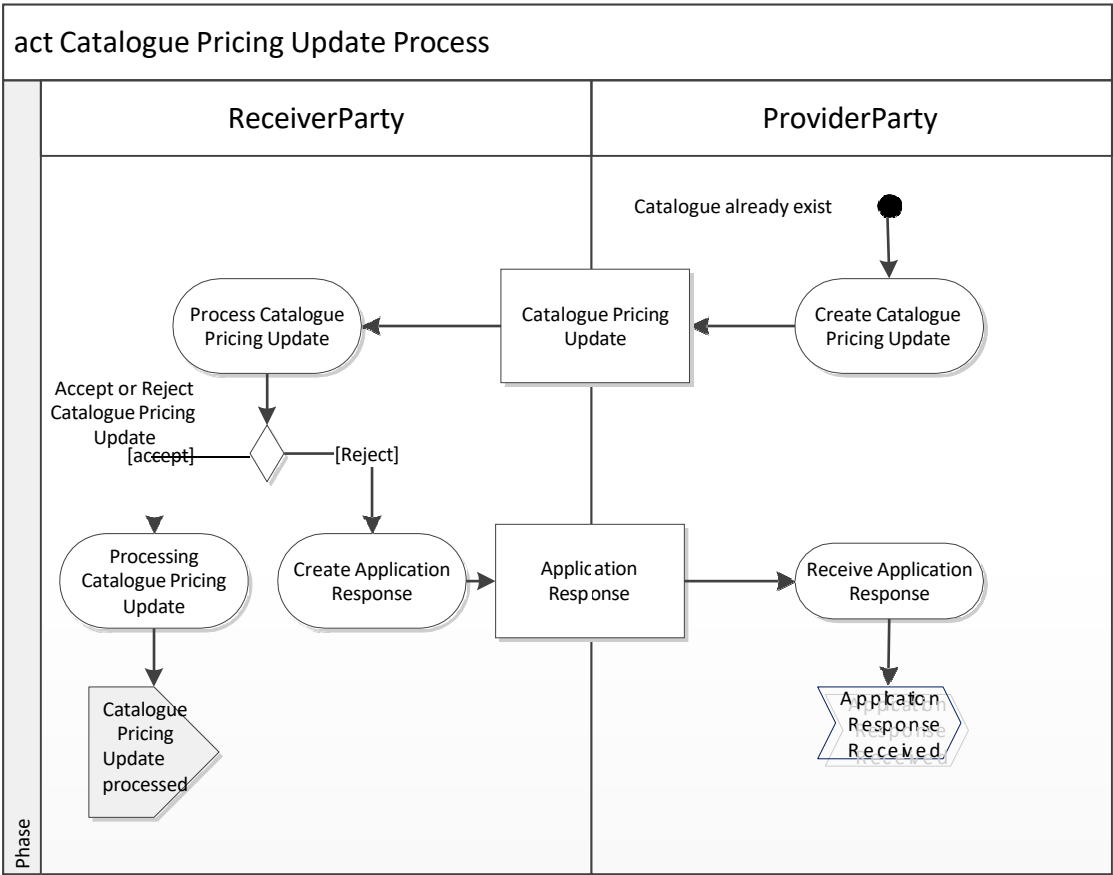 act Catalogue Pricing Update Process
ReceiverParty
ProviderParty
Catalogue already exist
Process Catalogue
Pricing Update
Catalogue Pricing
Update
Create Catalogue
Pricing Update
Accept or Reject
Catalogue Pricing
Update
[accept]
[Reject]
Processing
Catalogue Pricing
Update
Create Application
Response
Application
Response
Receive Application
Response
Catalogue
Pricing
Update
processed
Application
Response
Received
Phase